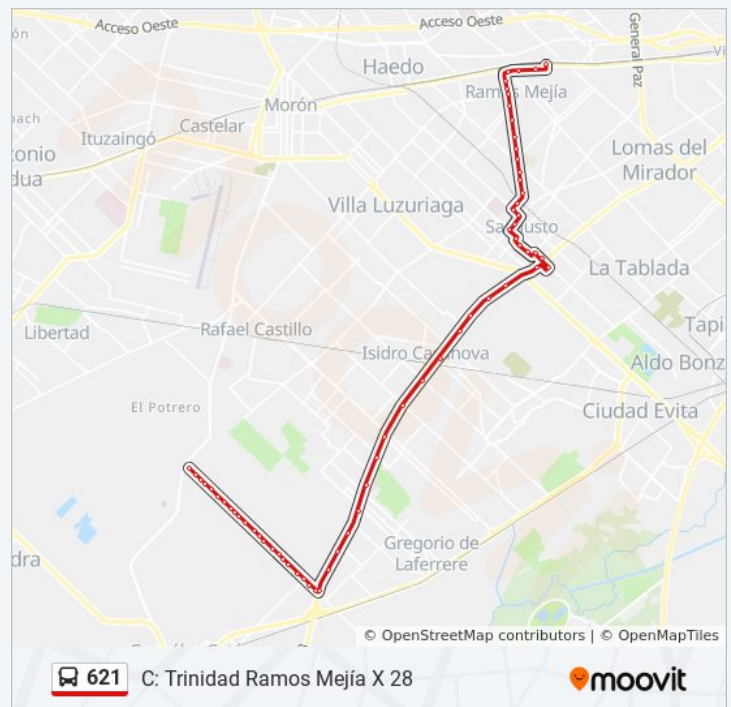 Acceso Oeste
Acceso Oeste
General Paz
Haedo
Ramos Mejía
Morón
Castelar
Ituzaingó
Lomas del
Mirador
Villa Luzuriaga
San Justo
La Tablada
Libertad
Rafael Castillo
Isidro Casanova
Tapi
Aldo Bonz
El Potrero
Ciudad Evita
Gregorio de
Laferrere
dra
© OpenStreetMap contributors | © OpenMapTiles
621 C: Trinidad Ramos Mejía X 28
moovit